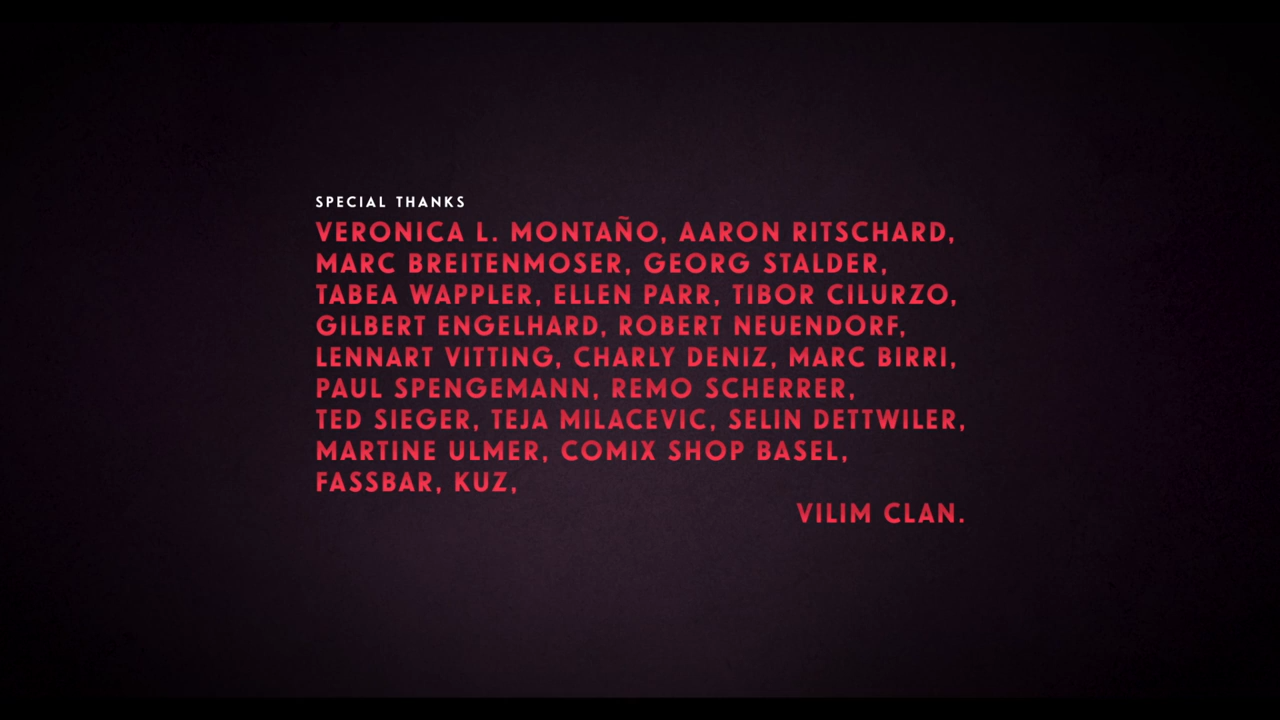 SPECIAL THANKS
VERONICA L. MONTAÑO, AARON RITSCHARD,
MARC BREITENMOSER, GEORG STALDER,
TABEA WAPPLER, ELLEN PARR, TIBOR CILURZO,
GILBERT ENGELHARD, ROBERT NEUENDORF,
LENNART VITTING, CHARLY DENIZ, MARC BIRRI,
PAUL SPENGEMANN, REMO SCHERRER,
TED SIEGER, TEJA MILACEVIC, SELIN DETTWILER,
MARTINE ULMER, COMIX SHOP BASEL,
FASSBAR, KUZ,
VILIM CLAN.